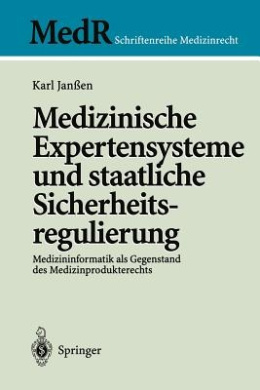 MedR Schriftenreihe Medizinrecht
Karl Janßen
Medizinische
Expertensysteme
und staatliche
Sicherheits-
regulierung
Medizininformatik als Gegenstand
des Medizinprodukterechts
Springer